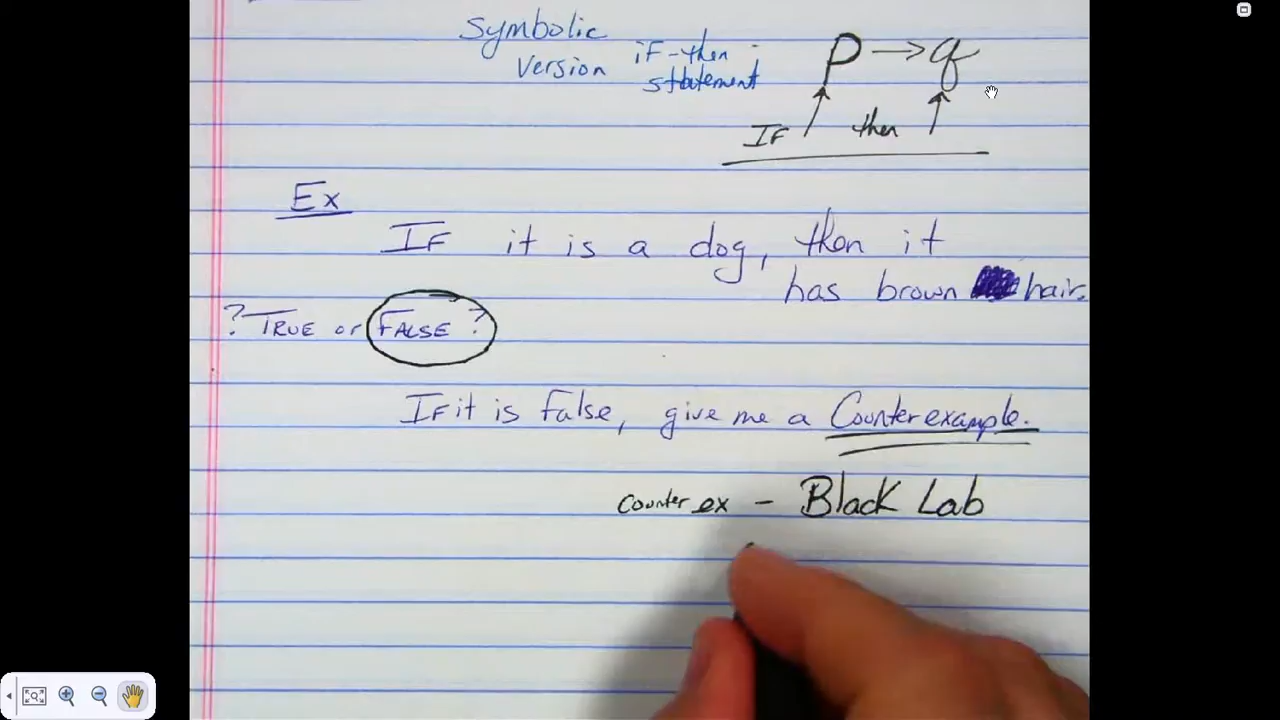 Symbolic
Version if-then statement
P → q
IF then
Ex
IF it is a dog, then it
has brown hair.
? TRUE or FALSE ?
IF it is false, give me a Counterexample.
Counter ex - Black Lab